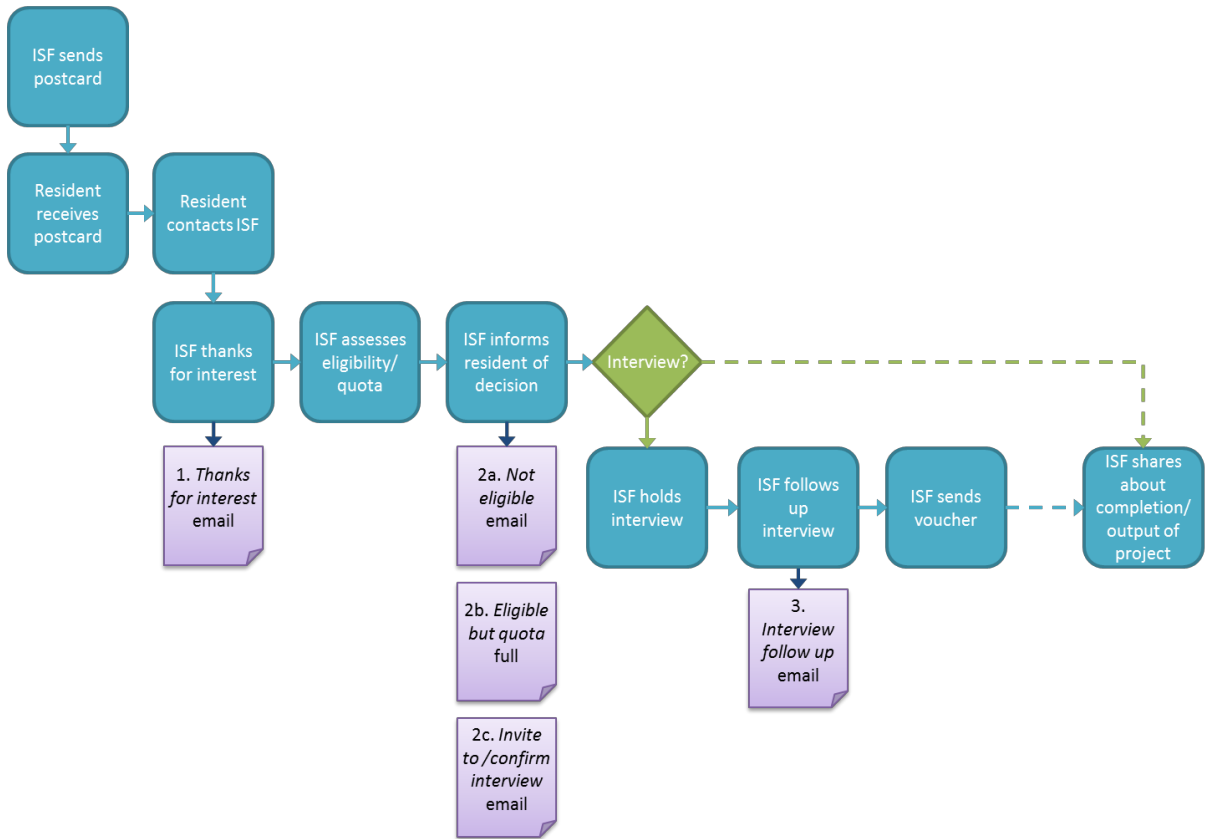 ISF sends
postcard
Resident
receives
postcard
Resident
contacts ISF
ISF thanks
for interest
ISF assesses
eligibility/
quota
ISF informs
resident of
decision
Interview?
1. Thanks
for interest
email
2a. Not
eligible
email
2b. Eligible
but quota
full
2c. Invite
to /confirm
interview
email
ISF holds
interview
ISF follows
up
interview
ISF sends
voucher
ISF shares
about
completion/
output of
project
3.
Interview
follow up
email